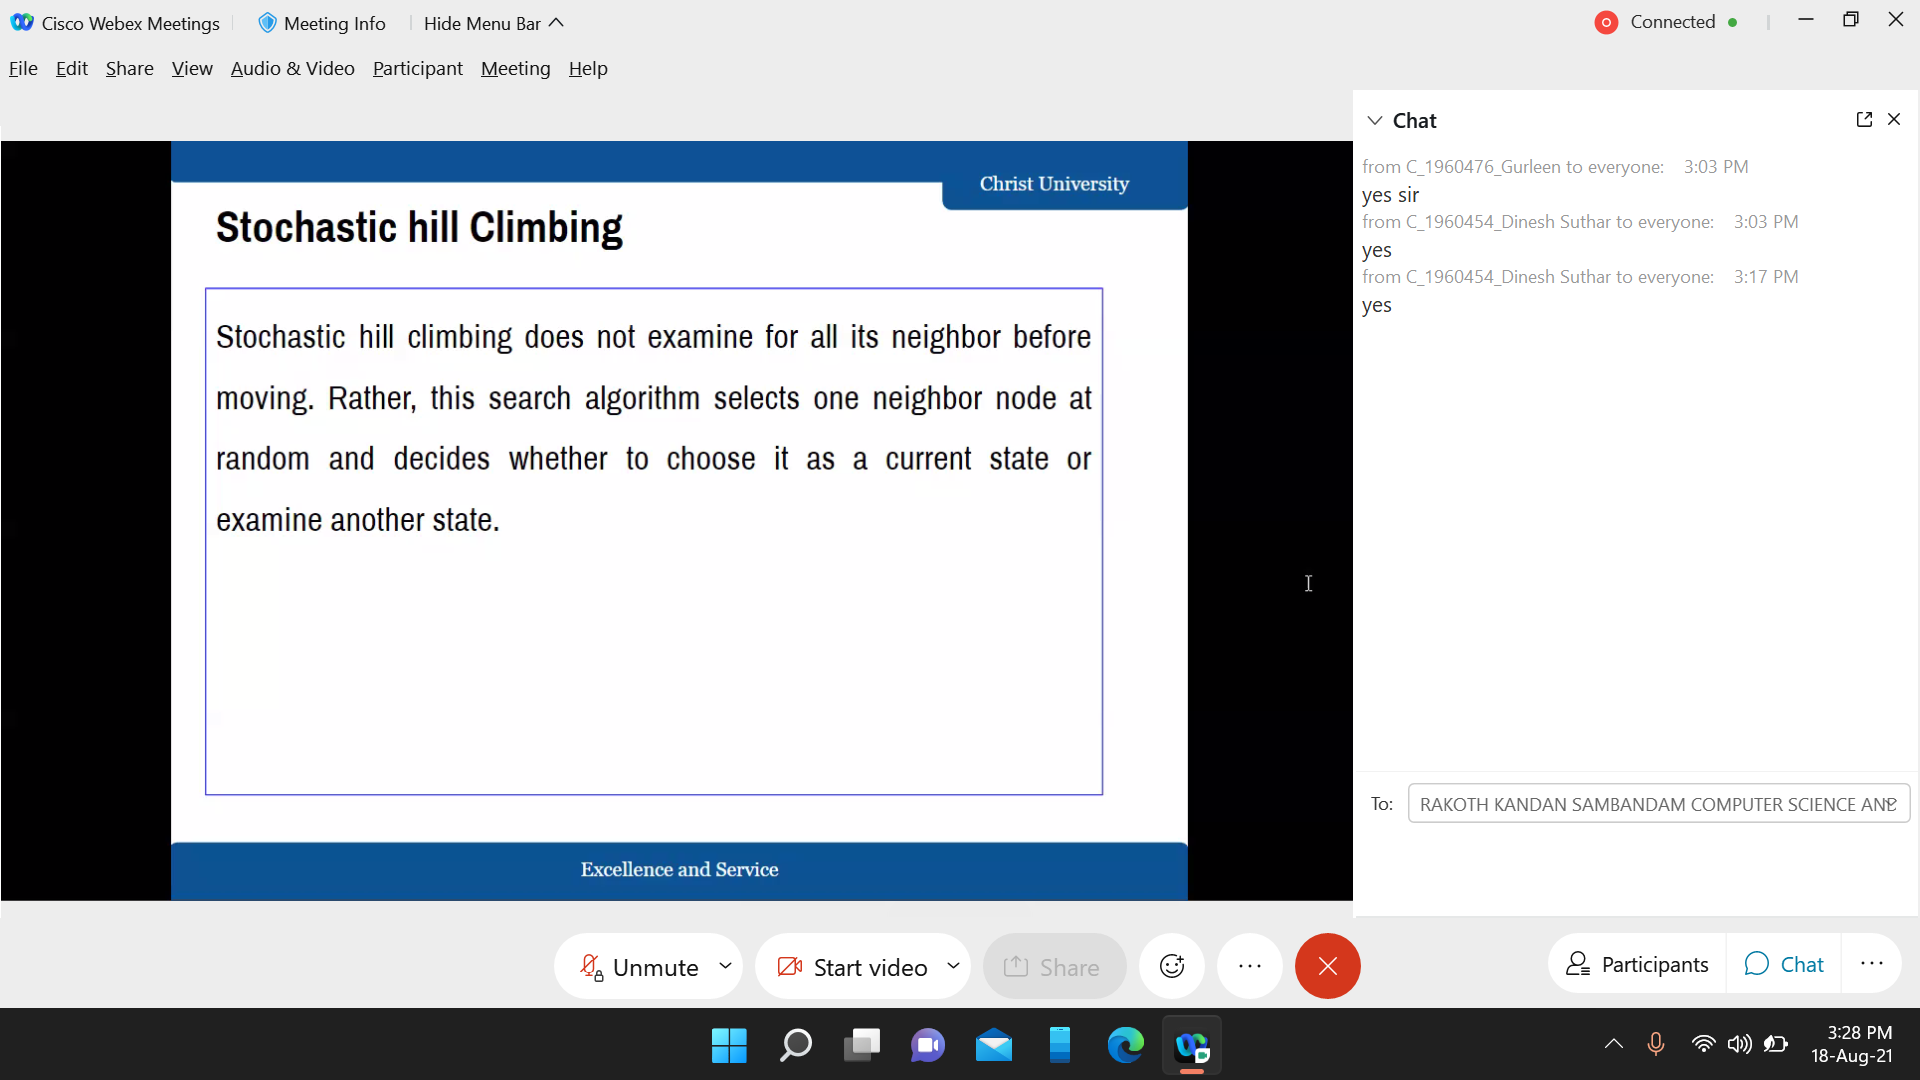 Cisco Webex Meetings
Meeting Info
Hide Menu Bar
Connected
File Edit Share View Audio & Video Participant Meeting Help
Christ University
Stochastic hill Climbing
Stochastic hill climbing does not examine for all its neighbor before
moving. Rather, this search algorithm selects one neighbor node at
random and decides whether to choose it as a current state or
examine another state.
Excellence and Service
Chat
from C_1960476_Gurleen to everyone: 3:03 PM
yes sir
from C_1960454_Dinesh Suthar to everyone: 3:03 PM
yes
from C_1960454_Dinesh Suthar to everyone: 3:17 PM
yes
To: RAKOTH KANDAN SAMBANDAM COMPUTER SCIENCE AND
Unmute
Start video
Share
Participants
Chat
3:28 PM
18-Aug-21